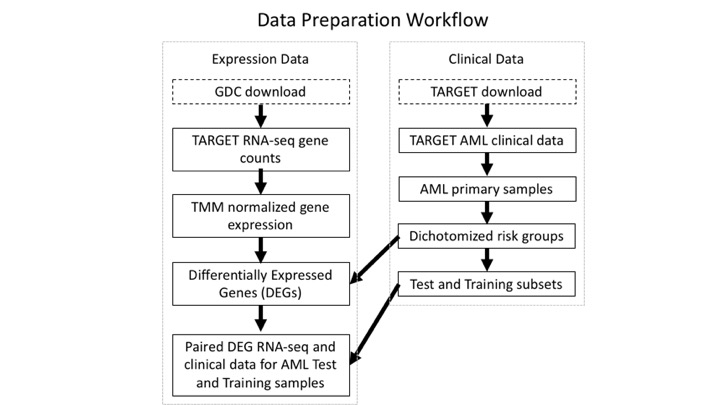 Data Preparation Workflow
Expression Data
GDC download
TARGET RNA-seq gene
counts
TMM normalized gene
expression
Differentially Expressed
Genes (DEGs)
Paired DEG RNA-seq and
clinical data for AML Test
and Training samples
Clinical Data
TARGET download
TARGET AML clinical data
AML primary samples
Dichotomized risk groups
Test and Training subsets